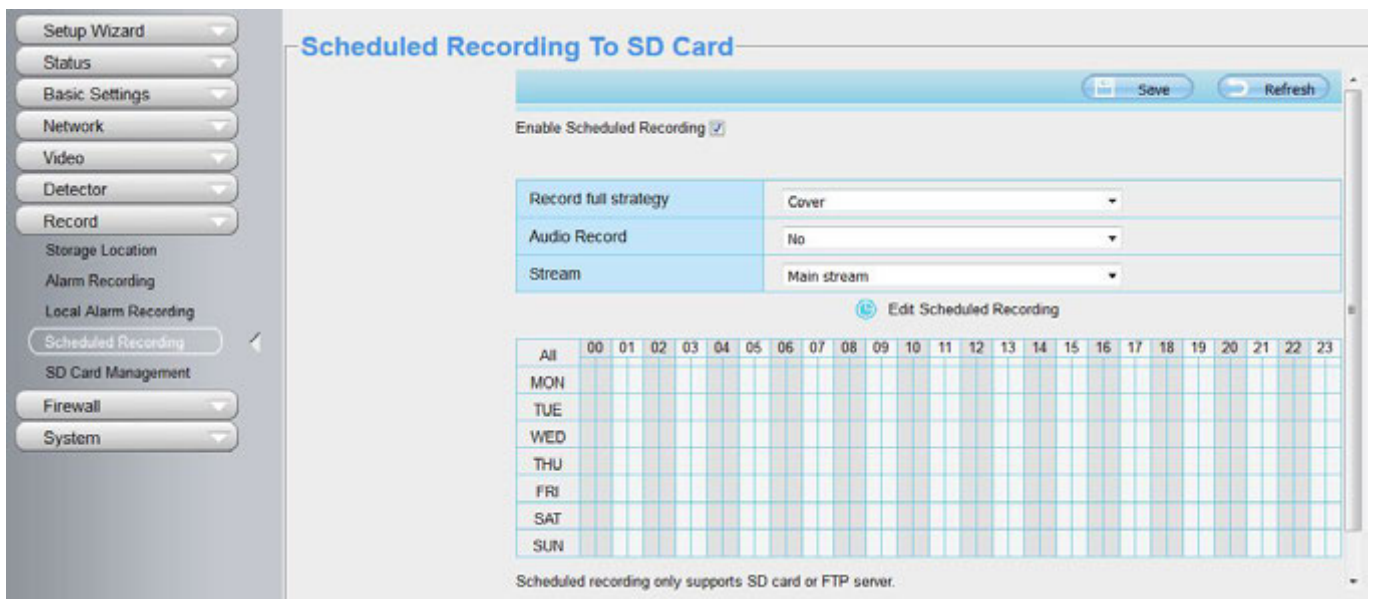 Setup Wizard
Status
Basic Settings
Network
Video
Detector
Record
Storage Location
Alarm Recording
Local Alarm Recording
Scheduled Recording
SD Card Management
Firewall
System
Scheduled Recording To SD Card
Save Refresh
Enable Scheduled Recording
Record full strategy Cover
Audio Record No
Stream Main stream
Edit Scheduled Recording
All 00 01 02 03 04 05 06 07 08 09 10 11 12 13 14 15 16 17 18 19 20 21 22 23
MON
TUE
WED
THU
FRI
SAT
SUN
Scheduled recording only supports SD card or FTP server.